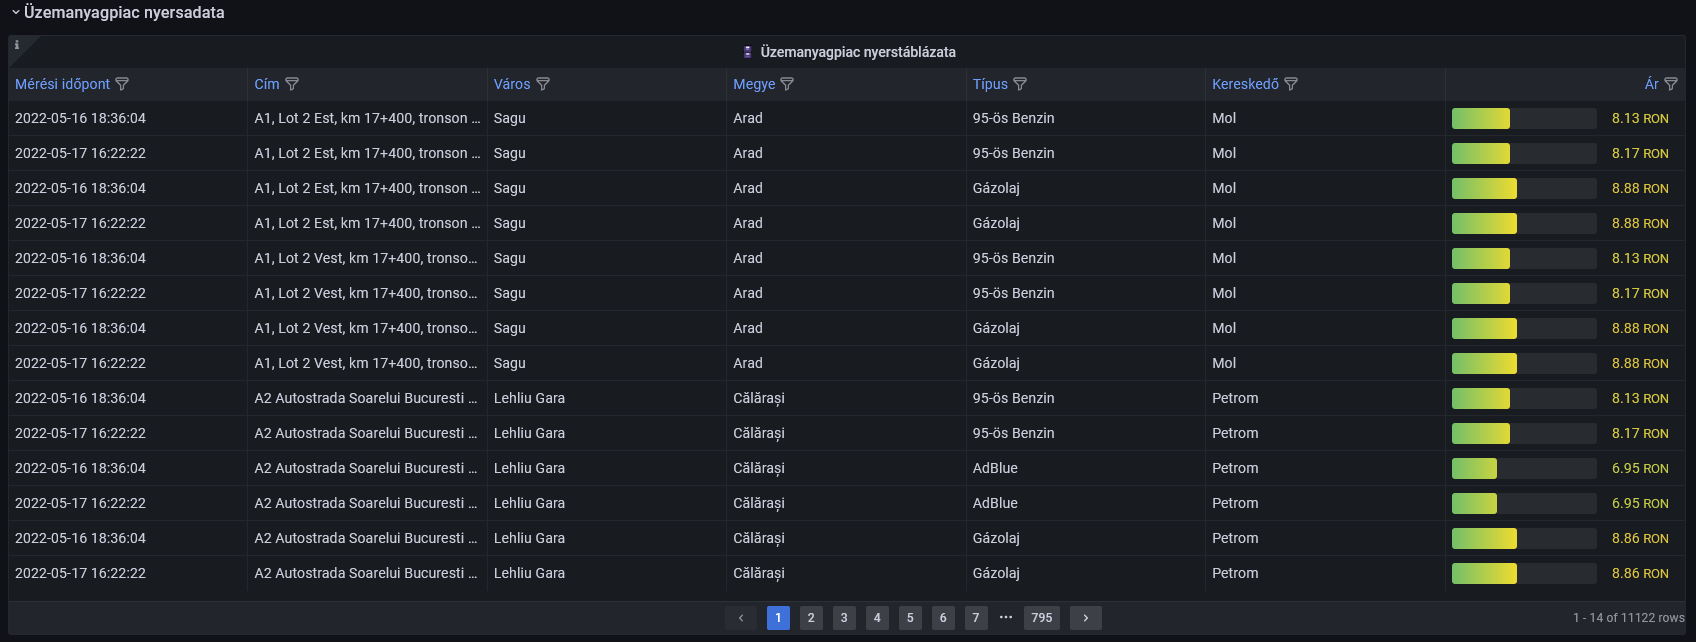 Üzemanyagpiac nyersadata
Üzemanyagpiac nyerstáblázata
Mérési időpont Cím Város Megye Típus Kereskedő Ár
2022-05-16 18:36:04 A1, Lot 2 Est, km 17+400, tronson ... Sagu Arad 95-ös Benzin Mol 8.13 RON
2022-05-17 16:22:22 A1, Lot 2 Est, km 17+400, tronson ... Sagu Arad 95-ös Benzin Mol 8.17 RON
2022-05-16 18:36:04 A1, Lot 2 Est, km 17+400, tronson ... Sagu Arad Gázolaj Mol 8.88 RON
2022-05-17 16:22:22 A1, Lot 2 Est, km 17+400, tronson ... Sagu Arad Gázolaj Mol 8.88 RON
2022-05-16 18:36:04 A1, Lot 2 Vest, km 17+400, tronso... Sagu Arad 95-ös Benzin Mol 8.13 RON
2022-05-17 16:22:22 A1, Lot 2 Vest, km 17+400, tronso... Sagu Arad 95-ös Benzin Mol 8.17 RON
2022-05-16 18:36:04 A1, Lot 2 Vest, km 17+400, tronso... Sagu Arad Gázolaj Mol 8.88 RON
2022-05-17 16:22:22 A1, Lot 2 Vest, km 17+400, tronso... Sagu Arad Gázolaj Mol 8.88 RON
2022-05-16 18:36:04 A2 Autostrada Soarelui Bucuresti ... Lehliu Gara Călărași 95-ös Benzin Petrom 8.13 RON
2022-05-17 16:22:22 A2 Autostrada Soarelui Bucuresti ... Lehliu Gara Călărași 95-ös Benzin Petrom 8.17 RON
2022-05-16 18:36:04 A2 Autostrada Soarelui Bucuresti ... Lehliu Gara Călărași AdBlue Petrom 6.95 RON
2022-05-17 16:22:22 A2 Autostrada Soarelui Bucuresti ... Lehliu Gara Călărași AdBlue Petrom 6.95 RON
2022-05-16 18:36:04 A2 Autostrada Soarelui Bucuresti ... Lehliu Gara Călărași Gázolaj Petrom 8.86 RON
2022-05-17 16:22:22 A2 Autostrada Soarelui Bucuresti ... Lehliu Gara Călărași Gázolaj Petrom 8.86 RON
‹ 1 2 3 4 5 6 7 ... 795 › 1 - 14 of 11122 rows